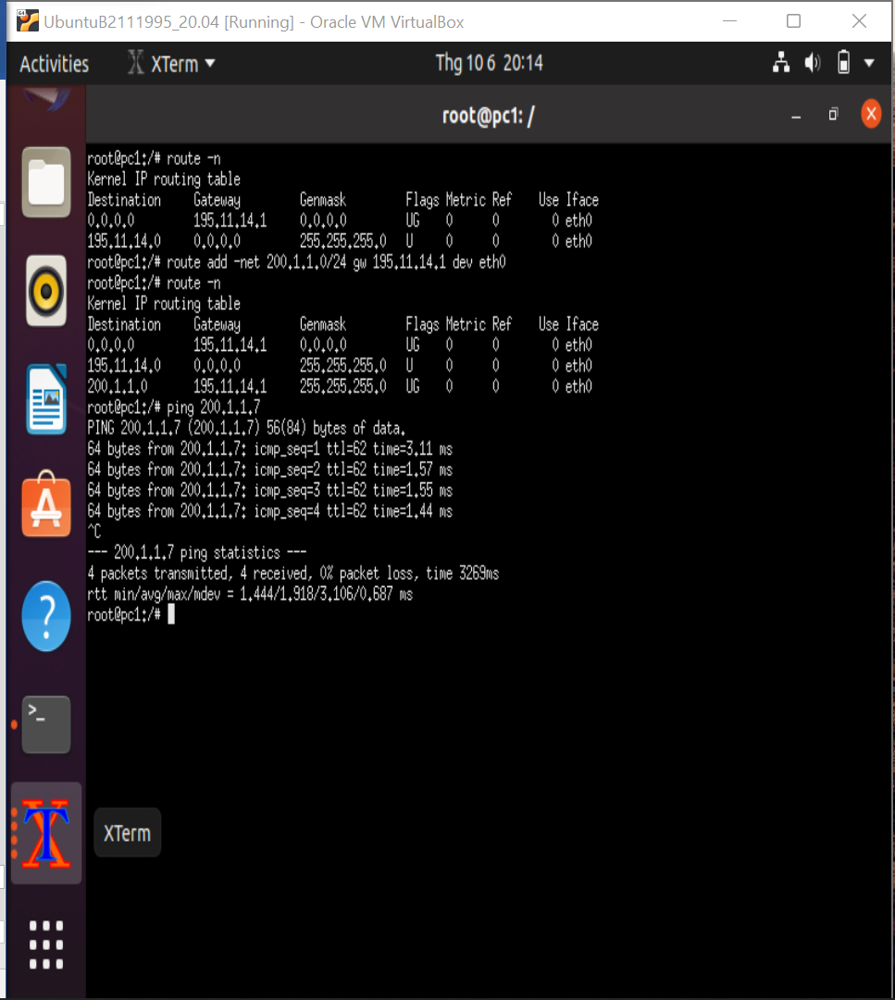 UbuntuB2111995_20.04 [Running] - Oracle VM VirtualBox
Activities XTerm Thg 10 6 20:14
root@pc1: /
root@pc1:/# route -n
Kernel IP routing table
Destination Gateway Genmask Flags Metric Ref Use Iface
0.0.0.0 195.11.14.1 0.0.0.0 UG 0 0 0 eth0
195.11.14.0 0.0.0.0 255.255.255.0 U 0 0 0 eth0
root@pc1:/# route add -net 200.1.1.0/24 gw 195.11.14.1 dev eth0
root@pc1:/# route -n
Kernel IP routing table
Destination Gateway Genmask Flags Metric Ref Use Iface
0.0.0.0 195.11.14.1 0.0.0.0 UG 0 0 0 eth0
195.11.14.0 0.0.0.0 255.255.255.0 U 0 0 0 eth0
200.1.1.0 195.11.14.1 255.255.255.0 UG 0 0 0 eth0
root@pc1:/# ping 200.1.1.7
PING 200.1.1.7 (200.1.1.7) 56(84) bytes of data.
64 bytes from 200.1.1.7: icmp_seq=1 ttl=62 time=3.11 ms
64 bytes from 200.1.1.7: icmp_seq=2 ttl=62 time=1.57 ms
64 bytes from 200.1.1.7: icmp_seq=3 ttl=62 time=1.55 ms
64 bytes from 200.1.1.7: icmp_seq=4 ttl=62 time=1.44 ms
^C
--- 200.1.1.7 ping statistics ---
4 packets transmitted, 4 received, 0% packet loss, time 3269ms
rtt min/avg/max/mdev = 1.444/1.918/3.106/0.687 ms
root@pc1:/#
XTerm